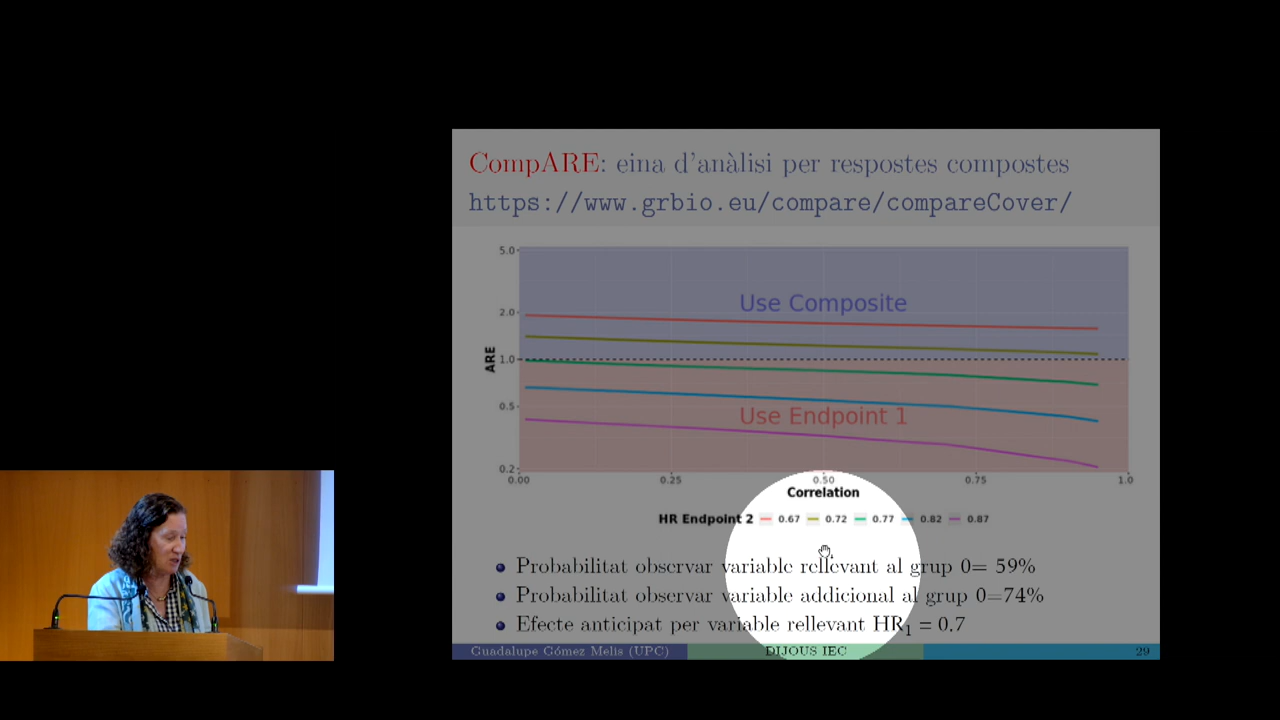 CompARE: eina d'anàlisi per respostes compostes
https://www.grbio.eu/compare/compareCover/
5.0
2.0
1.0
0.5
0.2
ARE
Use Composite
Use Endpoint 1
0.00 0.25 0.50 0.75 1.0
Correlation
HR Endpoint 2 0.67 0.72 0.77 0.82 0.87
Probabilitat observar variable rellevant al grup 0= 59%
Probabilitat observar variable addicional al grup 0=74%
Efecte anticipat per variable rellevant HR₁ = 0.7
Guadalupe Gómez Melis (UPC) DIJOUS IEC 29